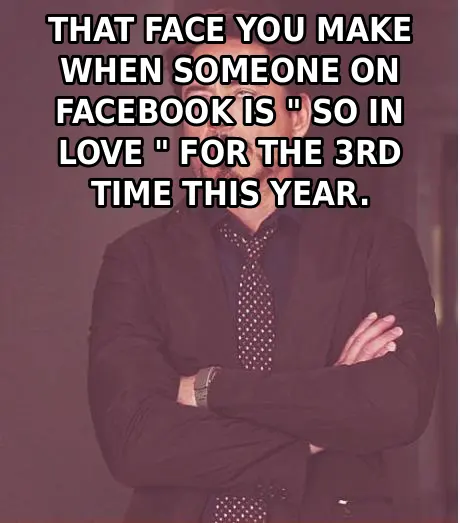 THAT FACE YOU MAKE
WHEN SOMEONE ON
FACEBOOK IS " SO IN
LOVE " FOR THE 3RD
TIME THIS YEAR.